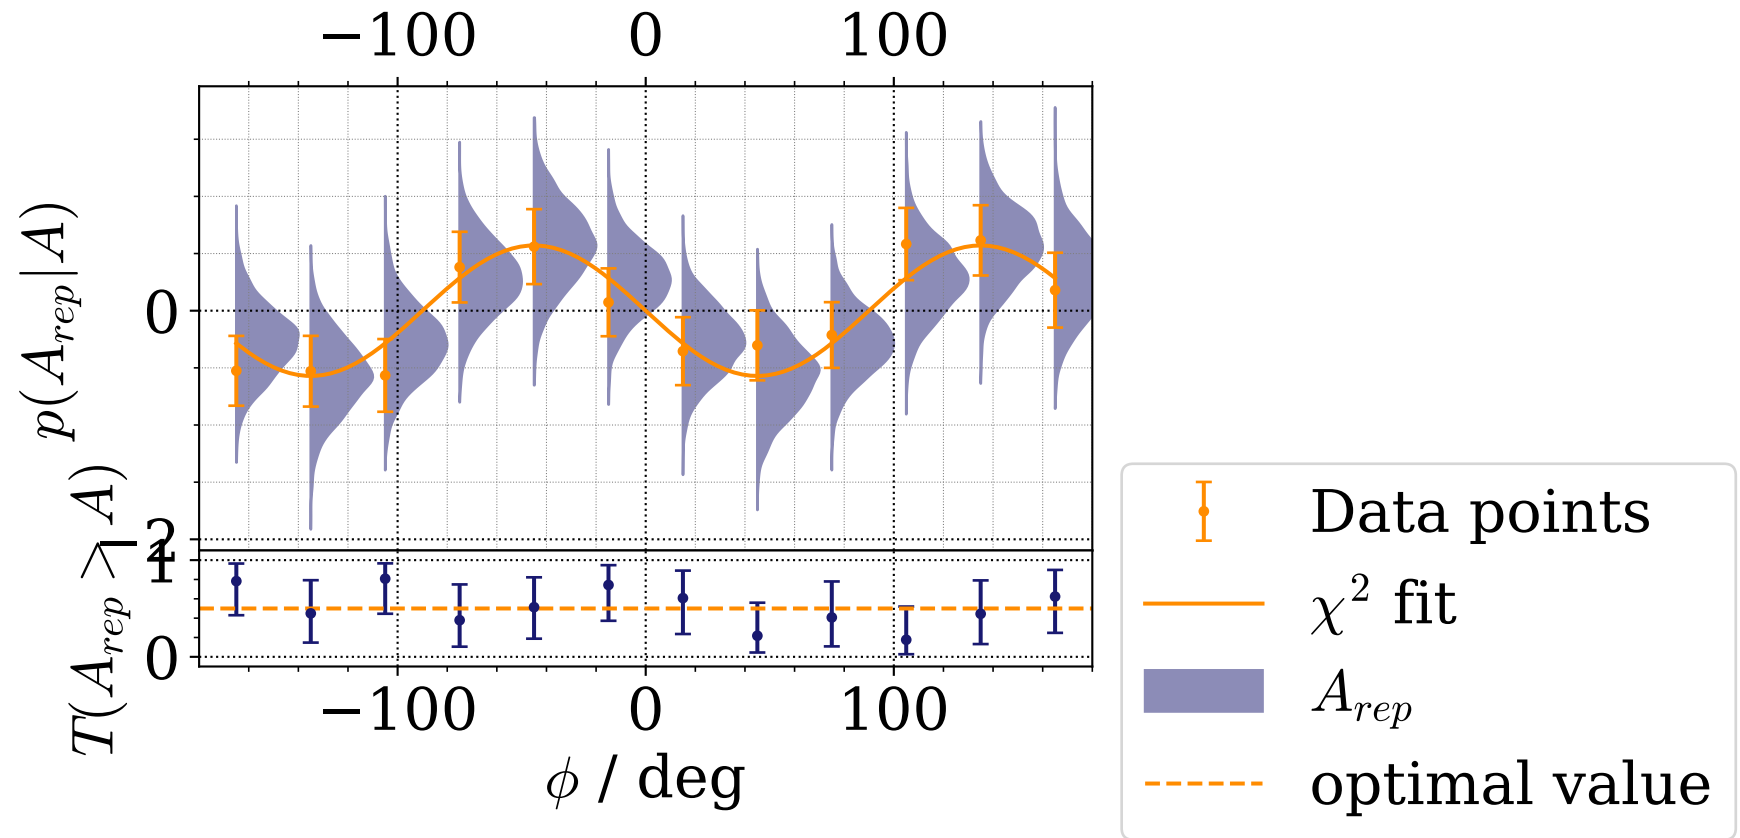 −100 0 100
p(A_rep|A)
0
−2
T(A_rep > A)
1
0
−100 0 100
ϕ / deg
Data points
χ² fit
A_rep
optimal value